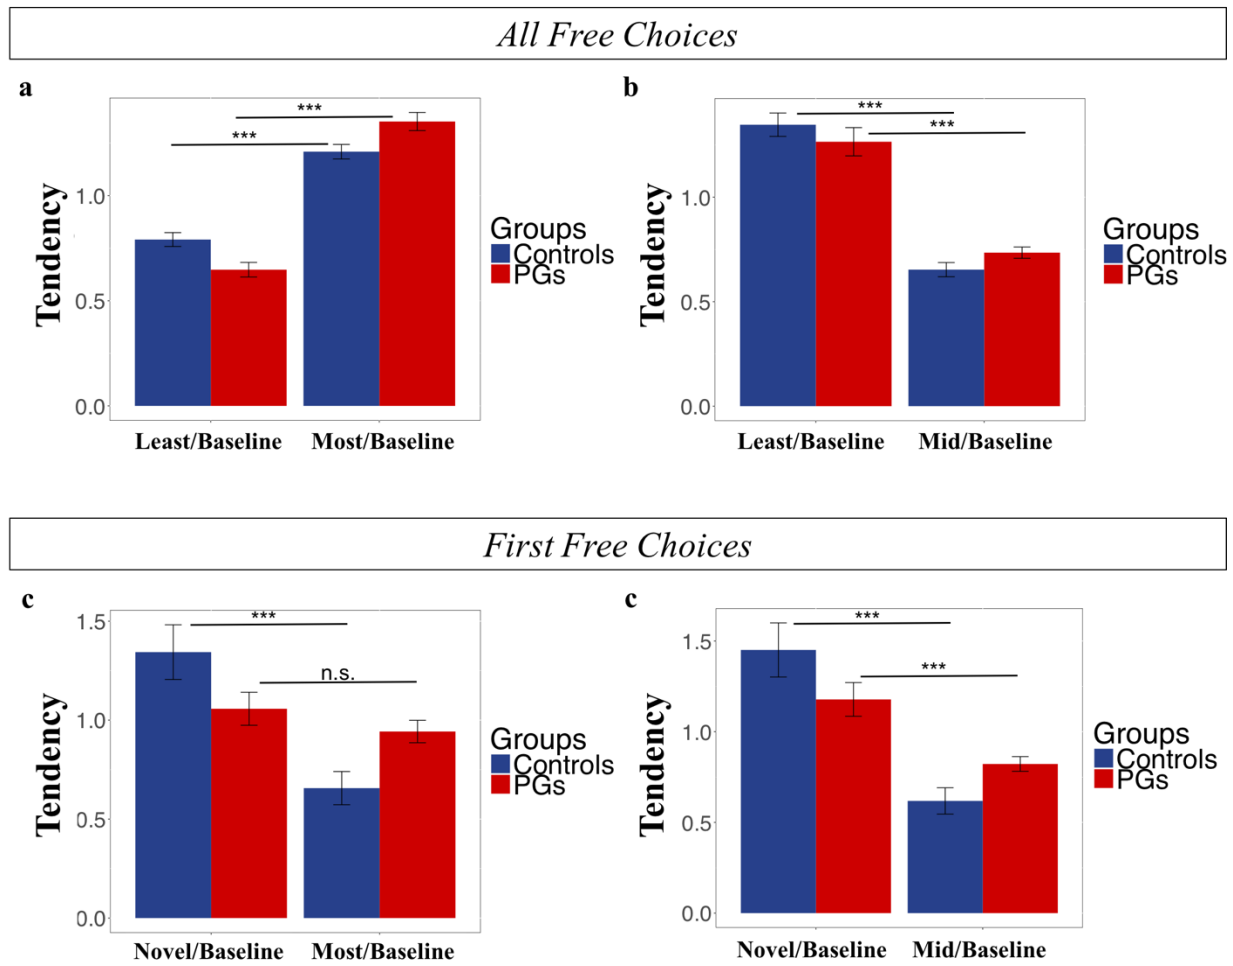 All Free Choices
a
Tendency
1.0
0.5
0.0
***
***
Least/Baseline Most/Baseline
Groups
Controls
PGs
b
Tendency
1.0
0.5
0.0
***
***
Least/Baseline Mid/Baseline
Groups
Controls
PGs
First Free Choices
c
Tendency
1.5
1.0
0.5
0.0
***
n.s.
Novel/Baseline Most/Baseline
Groups
Controls
PGs
c
Tendency
1.5
1.0
0.5
0.0
***
***
Novel/Baseline Mid/Baseline
Groups
Controls
PGs